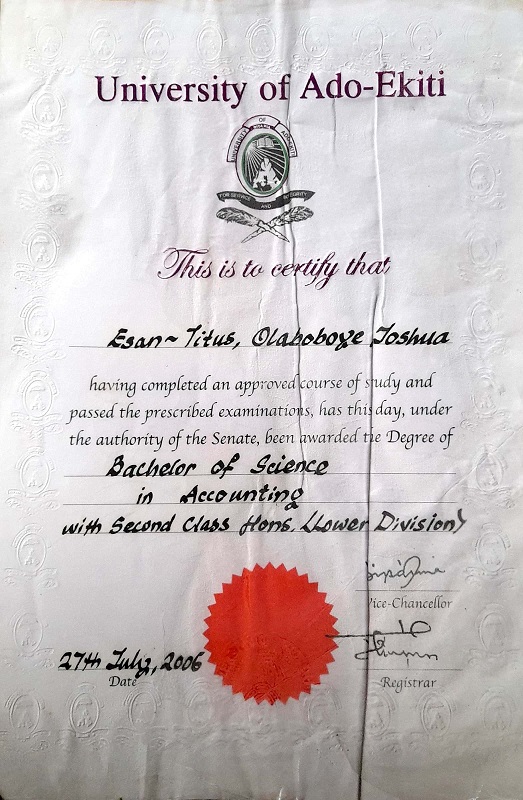 University of Ado-Ekiti
UNIVERSITY OF ADO-EKITI
FOR SERVICE AND INTEGRITY
This is to certify that
Esan~Titus, Olaboboye Joshua
having completed an approved course of study and
passed the prescribed examinations, has this day, under
the authority of the Senate, been awarded the Degree of
Bachelor of Science
in Accounting
with Second Class Hons. (Lower Division)
Vice-Chancellor
27th July, 2006
Date
Registrar